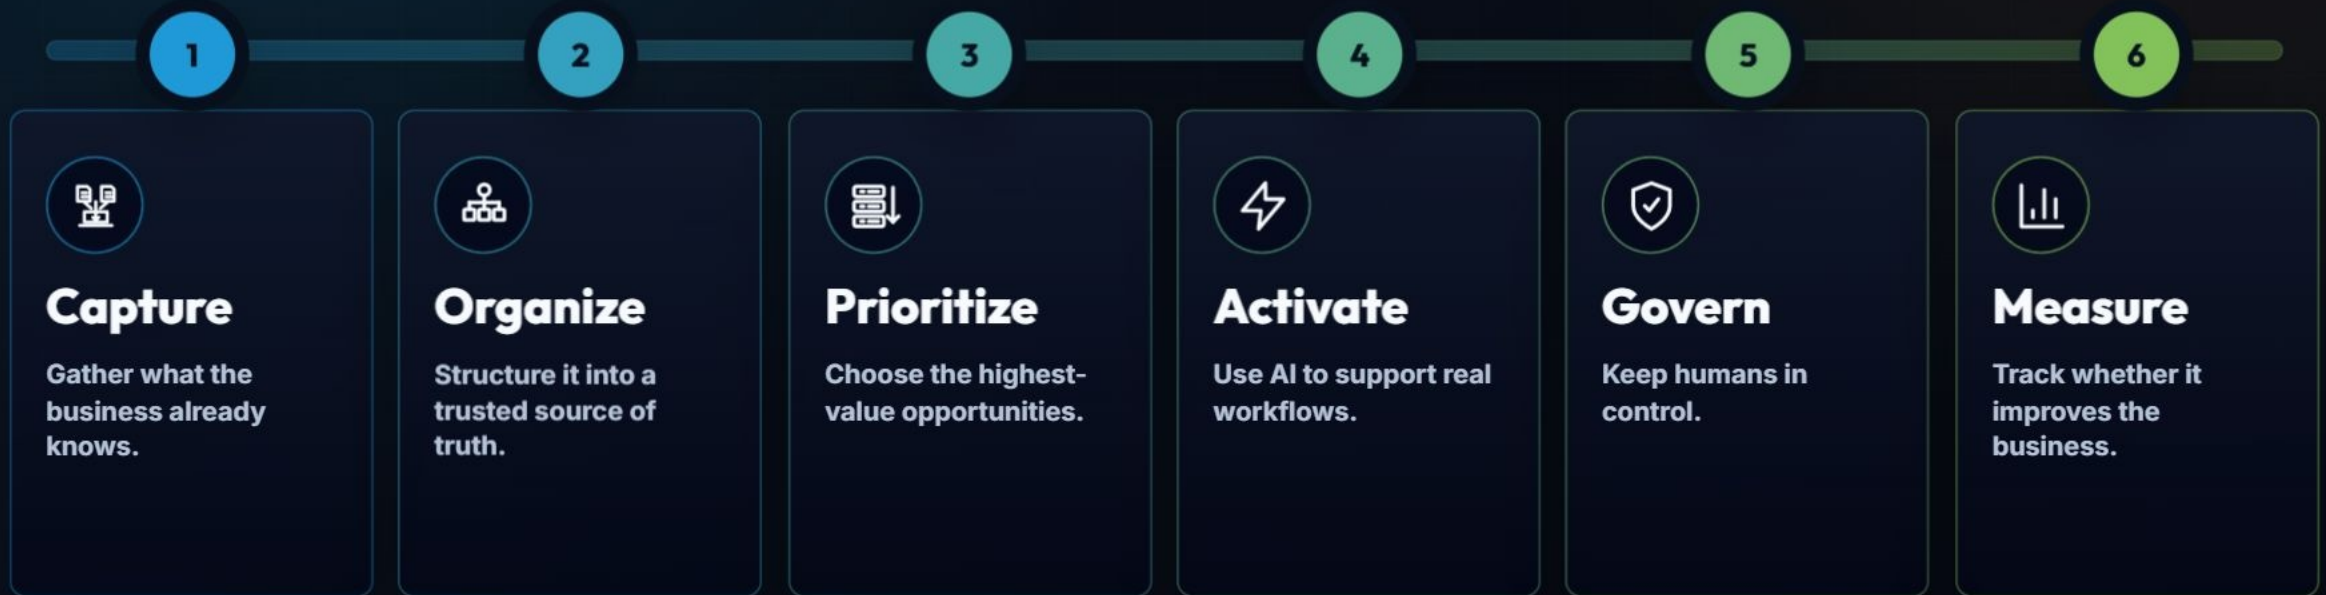 1
2
3
4
5
6
Capture
Gather what the
business already
knows.
Organize
Structure it into a
trusted source of
truth.
Prioritize
Choose the highest-
value opportunities.
Activate
Use AI to support real
workflows.
Govern
Keep humans in
control.
Measure
Track whether it
improves the
business.